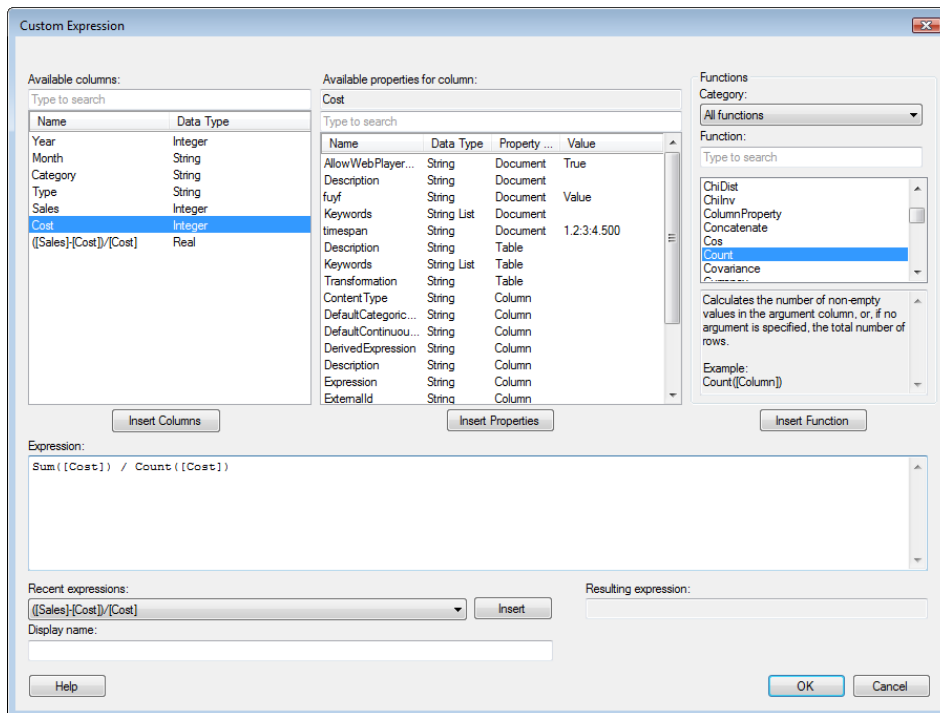 Custom Expression
Available columns:
Type to search
Name Data Type
Year Integer
Month String
Category String
Type String
Sales Integer
Cost Integer
([Sales]-[Cost])/[Cost] Real
Insert Columns
Available properties for column:
Cost
Type to search
Name Data Type Property ... Value
AllowWebPlayer... String Document True
Description String Document
fuyf String Document Value
Keywords String List Document
timespan String Document 1.2:3:4.500
Description String Table
Keywords String List Table
Transformation String Table
ContentType String Column
DefaultCategoric... String Column
DefaultContinuou... String Column
DerivedExpression String Column
Description String Column
Expression String Column
ExternalId String Column
Insert Properties
Functions
Category:
All functions
Function:
Type to search
ChiDist
ChiInv
ColumnProperty
Concatenate
Cos
Count
Covariance
Calculates the number of non-empty
values in the argument column, or, if no
argument is specified, the total number of
rows.
Example:
Count([Column])
Insert Function
Expression:
Sum([Cost]) / Count([Cost])
Recent expressions:
([Sales]-[Cost])/[Cost]
Insert
Resulting expression:
Display name:
Help
OK
Cancel